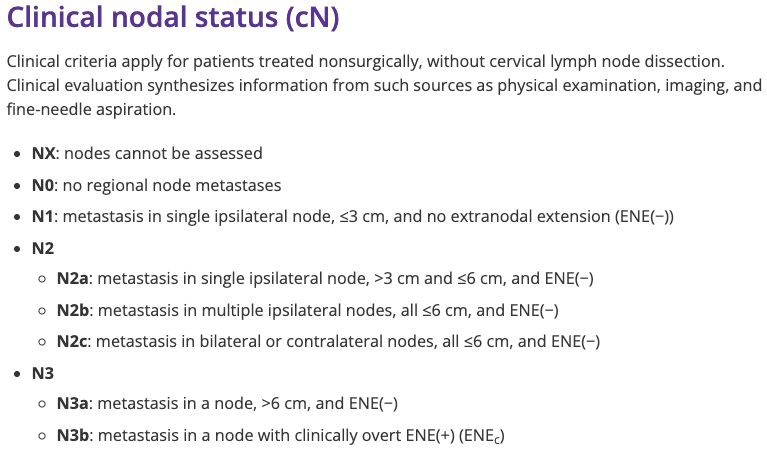 Clinical nodal status (cN)
Clinical criteria apply for patients treated nonsurgically, without cervical lymph node dissection.
Clinical evaluation synthesizes information from such sources as physical examination, imaging, and
fine-needle aspiration.
• NX: nodes cannot be assessed
• N0: no regional node metastases
• N1: metastasis in single ipsilateral node, ≤3 cm, and no extranodal extension (ENE(−))
• N2
◦ N2a: metastasis in single ipsilateral node, >3 cm and ≤6 cm, and ENE(−)
◦ N2b: metastasis in multiple ipsilateral nodes, all ≤6 cm, and ENE(−)
◦ N2c: metastasis in bilateral or contralateral nodes, all ≤6 cm, and ENE(−)
• N3
◦ N3a: metastasis in a node, >6 cm, and ENE(−)
◦ N3b: metastasis in a node with clinically overt ENE(+) (ENEc)